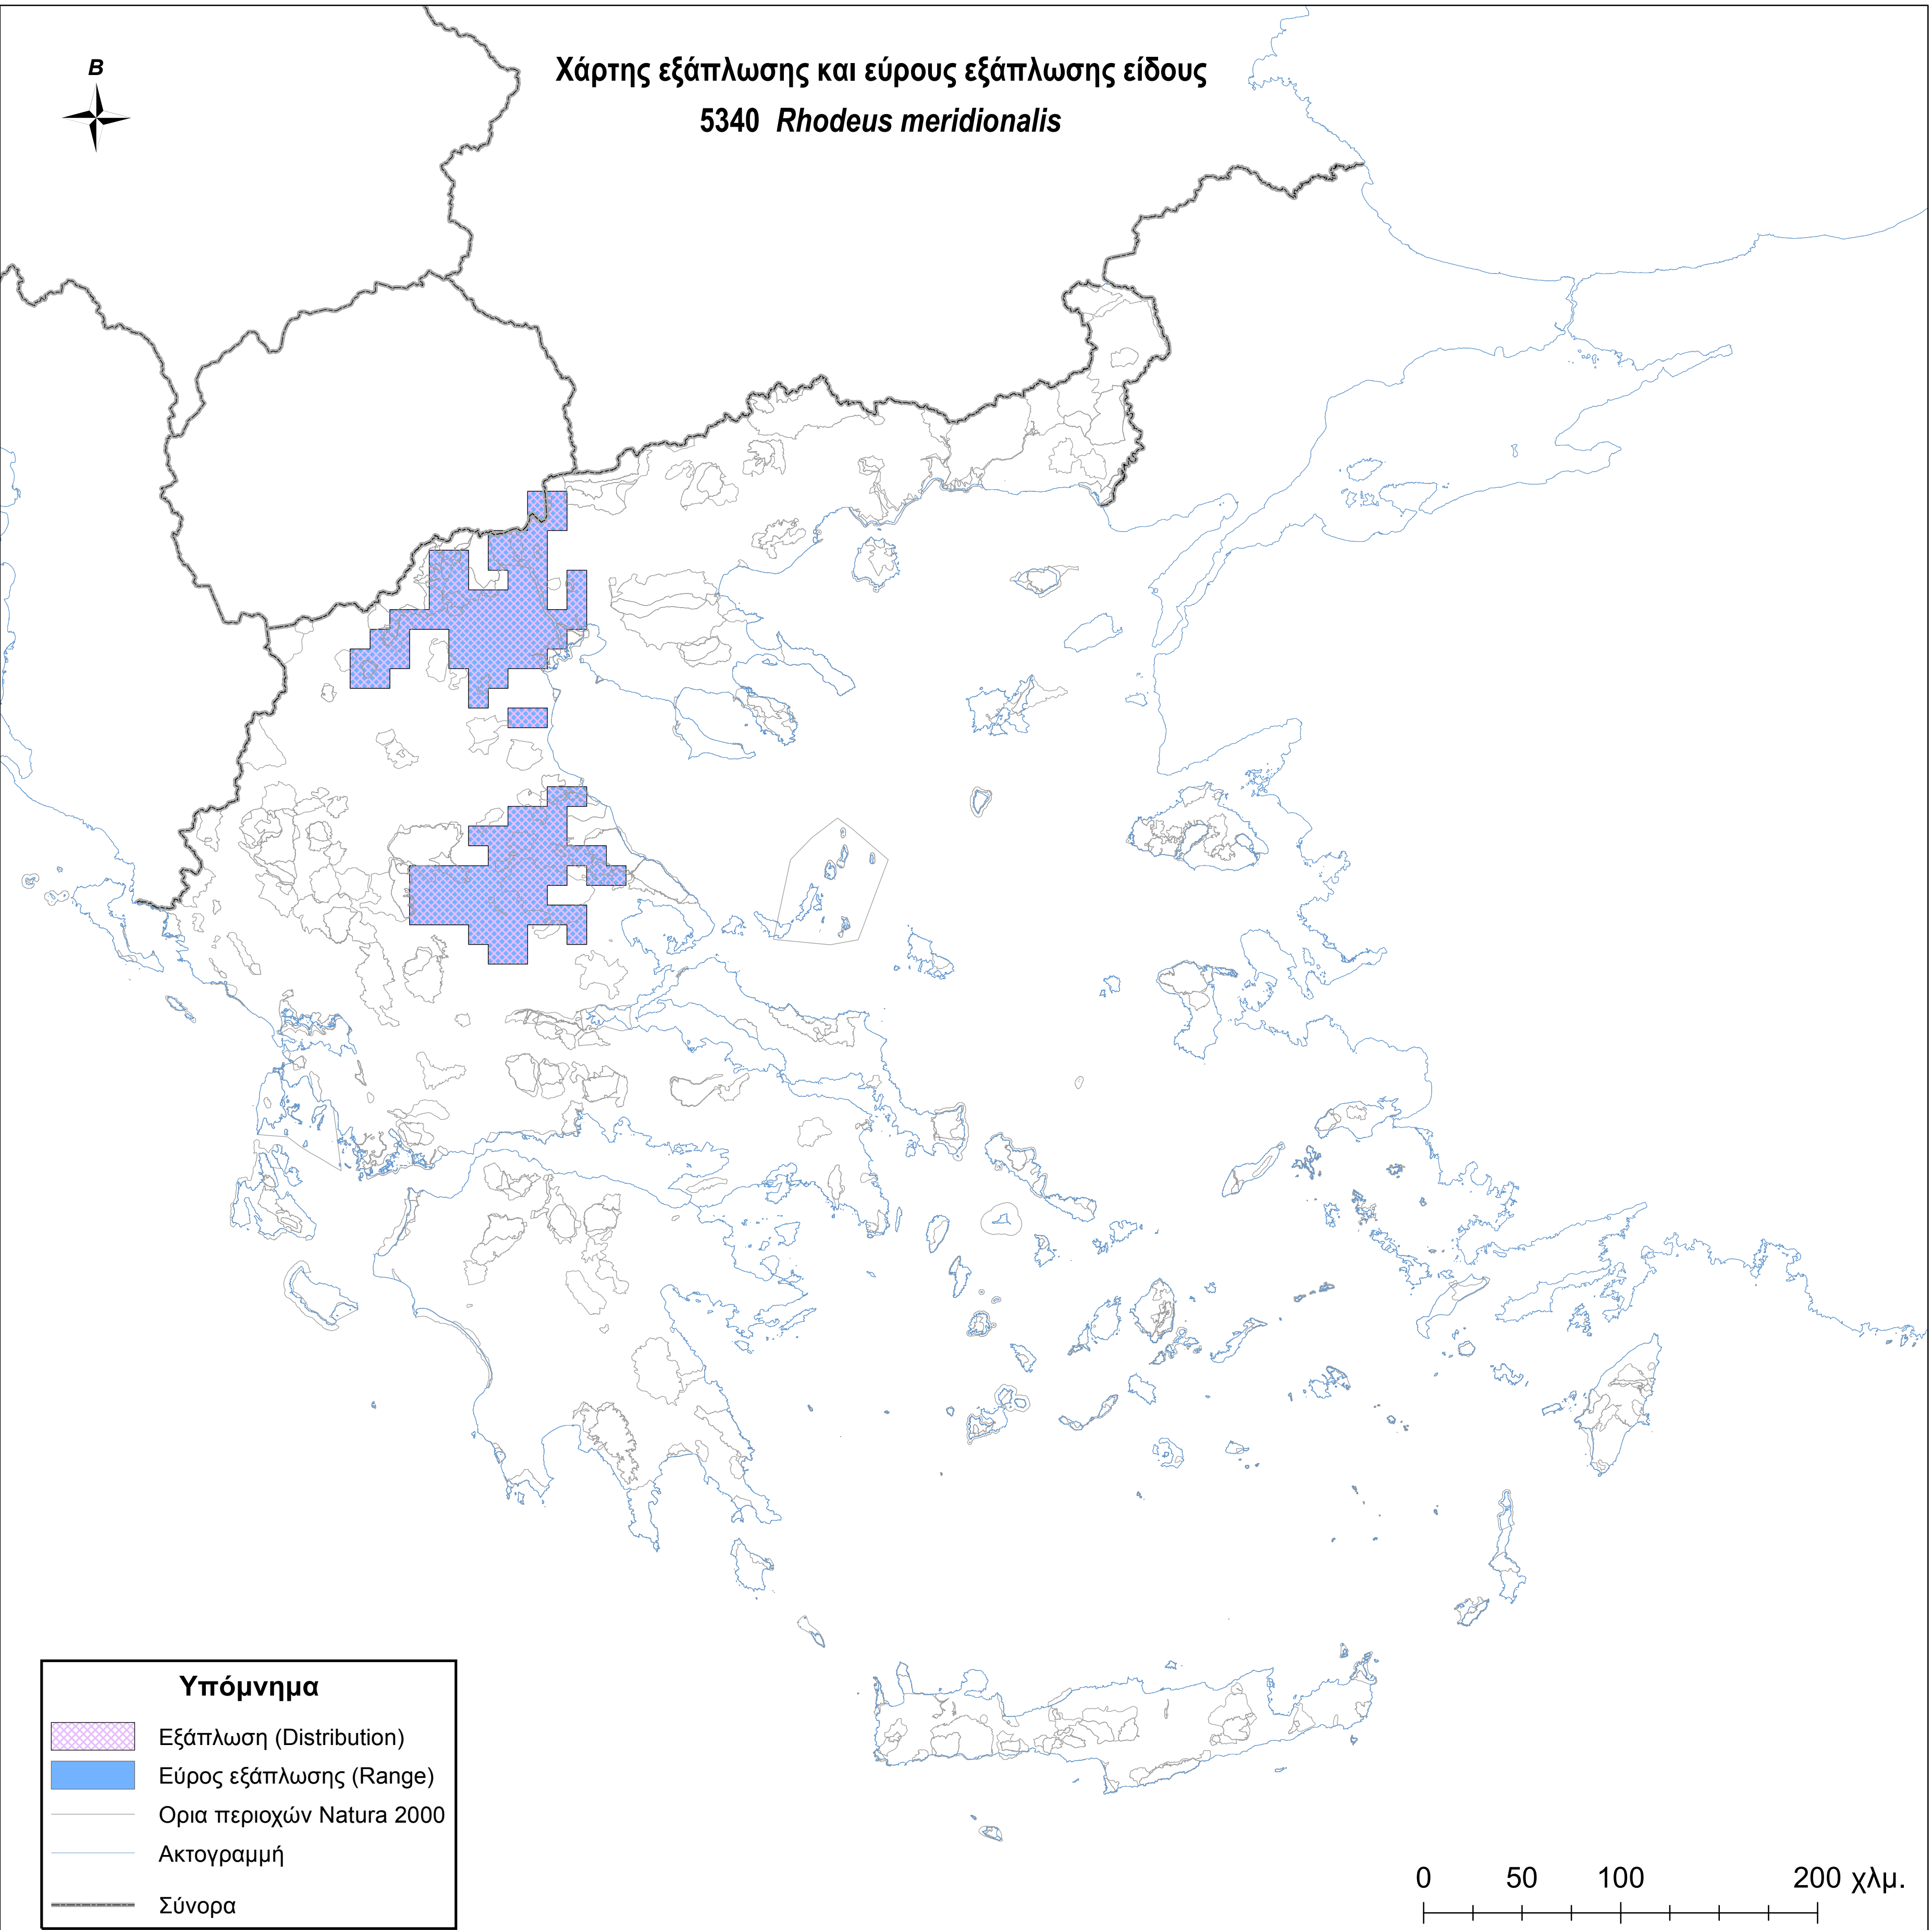 Β
Χάρτης εξάπλωσης και εύρους εξάπλωσης είδους
5340 Rhodeus meridionalis
Υπόμνημα
Εξάπλωση (Distribution)
Εύρος εξάπλωσης (Range)
Ορια περιοχών Natura 2000
Ακτογραμμή
Σύνορα
0 50 100 200 χλμ.